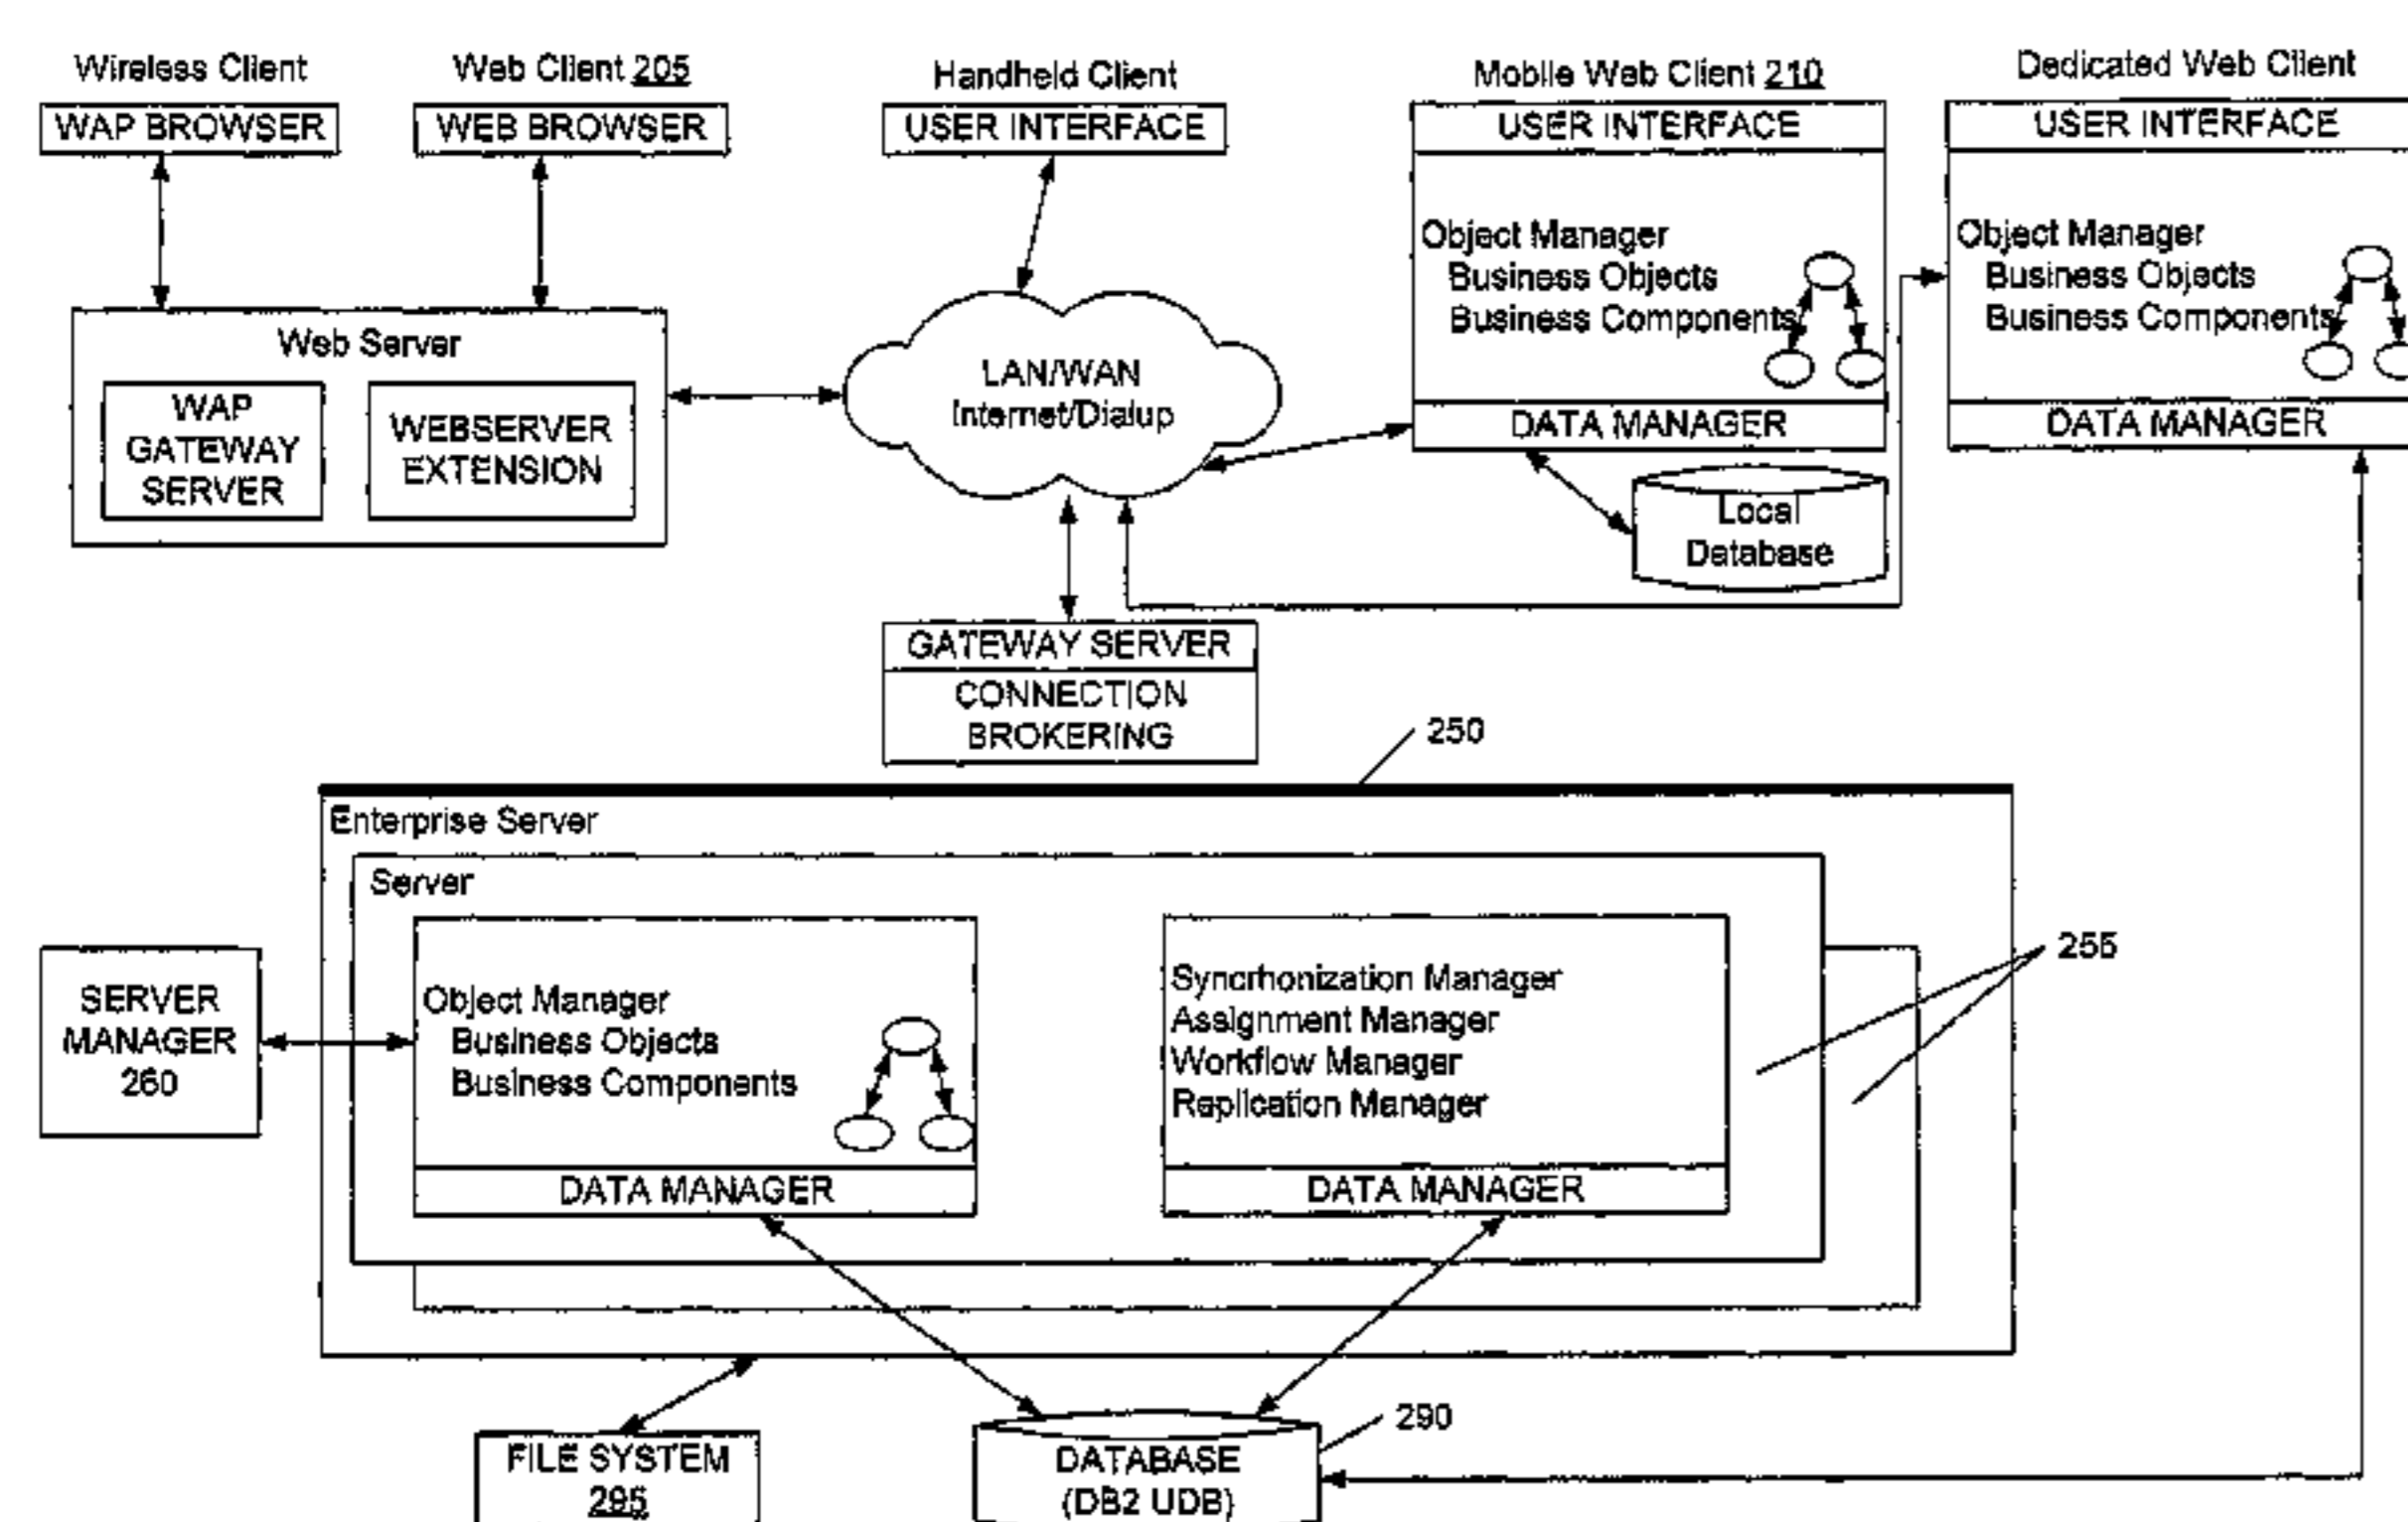 Wireless Client
WAP BROWSER
Web Client 205
WEB BROWSER
Handheld Client
USER INTERFACE
Mobile Web Client 210
USER INTERFACE
Object Manager
Business Objects
Business Components
DATA MANAGER
Local
Database
Dedicated Web Client
USER INTERFACE
Object Manager
Business Objects
Business Components
DATA MANAGER
Web Server
WAP
GATEWAY
SERVER
WEBSERVER
EXTENSION
LAN/WAN
Internet/Dialup
GATEWAY SERVER
CONNECTION
BROKERING
250
Enterprise Server
Server
SERVER
MANAGER
260
Object Manager
Business Objects
Business Components
DATA MANAGER
Syncrhonization Manager
Assignment Manager
Workflow Manager
Replication Manager
DATA MANAGER
255
FILE SYSTEM
295
DATABASE
(DB2 UDB)
290